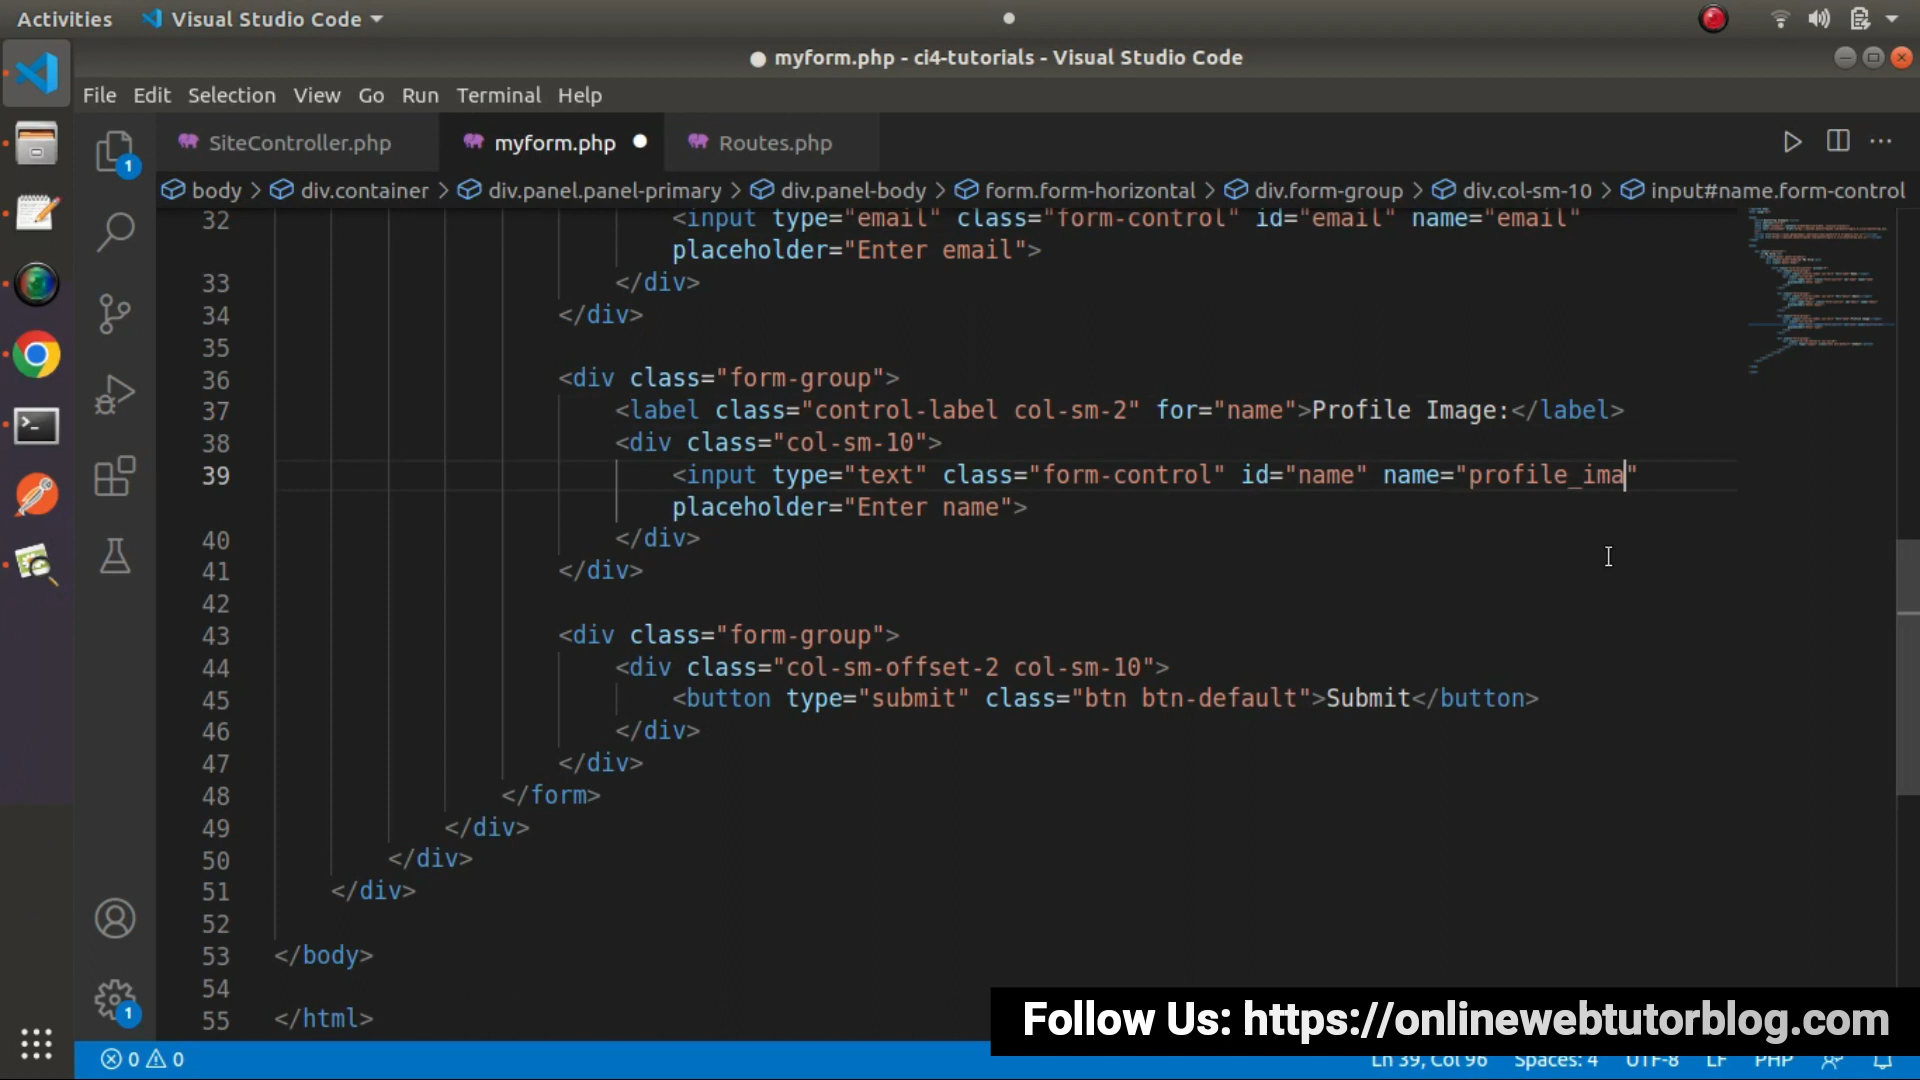 Activities Visual Studio Code
myform.php - ci4-tutorials - Visual Studio Code
File Edit Selection View Go Run Terminal Help
SiteController.php myform.php Routes.php
body > div.container > div.panel.panel-primary > div.panel-body > form.form-horizontal > div.form-group > div.col-sm-10 > input#name.form-control
32 <input type="email" class="form-control" id="email" name="email"
placeholder="Enter email">
33 </div>
34 </div>
35
36 <div class="form-group">
37 <label class="control-label col-sm-2" for="name">Profile Image:</label>
38 <div class="col-sm-10">
39 <input type="text" class="form-control" id="name" name="profile_ima"
placeholder="Enter name">
40 </div>
41 </div>
42
43 <div class="form-group">
44 <div class="col-sm-offset-2 col-sm-10">
45 <button type="submit" class="btn btn-default">Submit</button>
46 </div>
47 </div>
48 </form>
49 </div>
50 </div>
51 </div>
52
53 </body>
54
55 </html>
1
1
Follow Us: https://onlinewebtutorblog.com
0 0 Ln 39, Col 96 Spaces: 4 UTF-8 LF PHP